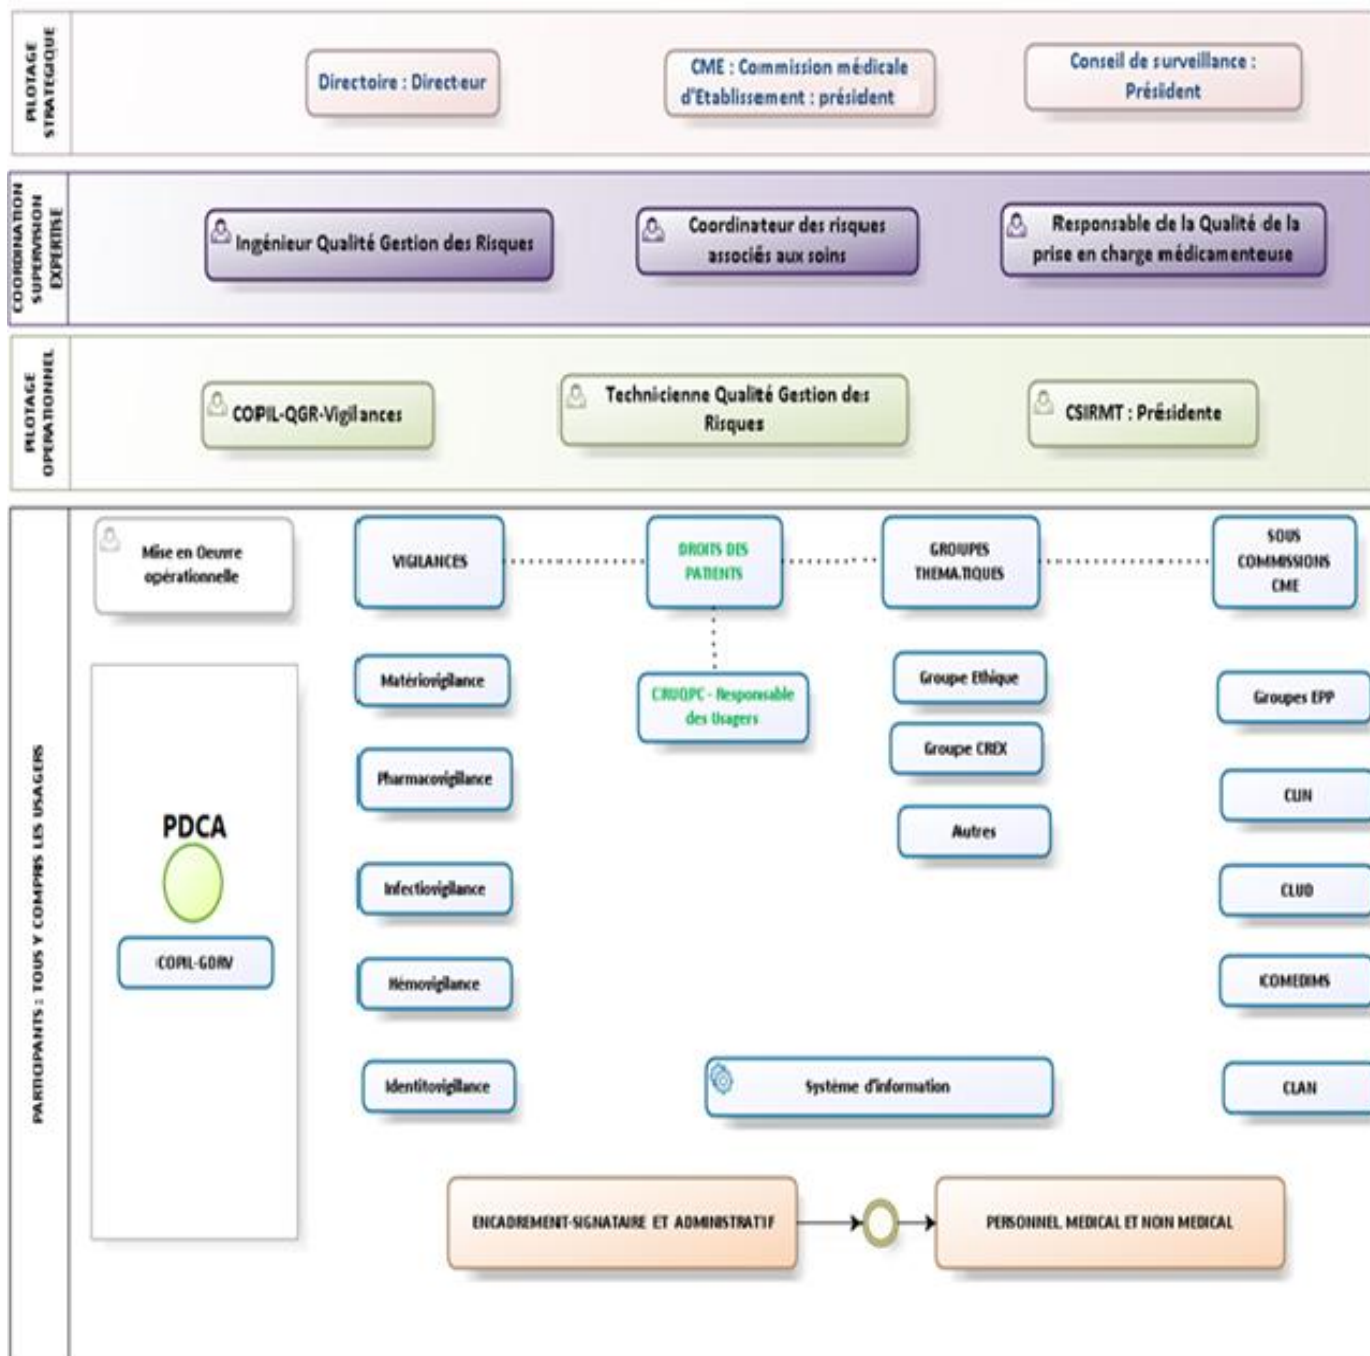 PILOTAGE
STRATEGIQUE
Directoire : Directeur
CME : Commission médicale
d'Etablissement : président
Conseil de surveillance :
Président
COORDINATION
SUPERVISION
EXPERTISE
Ingénieur Qualité Gestion des Risques
Coordinateur des risques
associés aux soins
Responsable de la Qualité de la
prise en charge médicamenteuse
PILOTAGE
OPERATIONNEL
COPIL-QGR-Vigilances
Technicienne Qualité Gestion des
Risques
CSIRMT : Présidente
PARTICIPANTS : TOUS Y COMPRIS LES USAGERS
Mise en Oeuvre
opérationnelle
VIGILANCES
DROITS DES
PATIENTS
GROUPES
THEMATIQUES
SOUS
COMMISSIONS
CME
Matériovigilance
CRUQPC - Responsable
des Usagers
Groupe Ethique
Groupes EPP
Pharmacovigilance
Groupe CREX
CLIN
PDCA
Autres
Infectiovigilance
CLUD
COPIL-GDRV
Hémovigilance
COMEDIMS
Identitovigilance
Système d'information
CLAN
ENCADREMENT-SIGNATAIRE ET ADMINISTRATIF
PERSONNEL MEDICAL ET NON MEDICAL